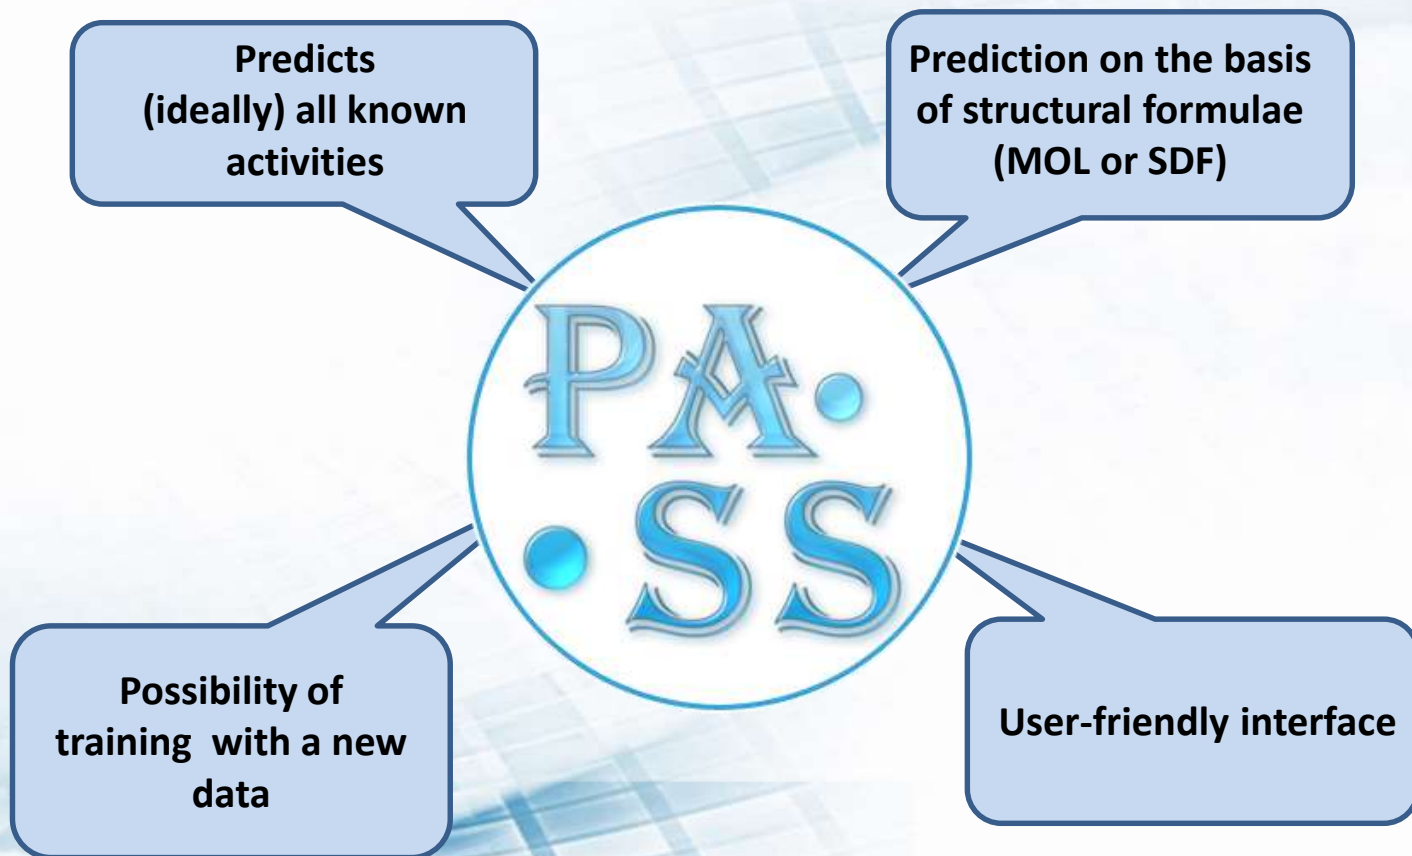 Predicts
(ideally) all known
activities
Prediction on the basis
of structural formulae
(MOL or SDF)
PA
SS
Possibility of
training  with a new
data
User-friendly interface